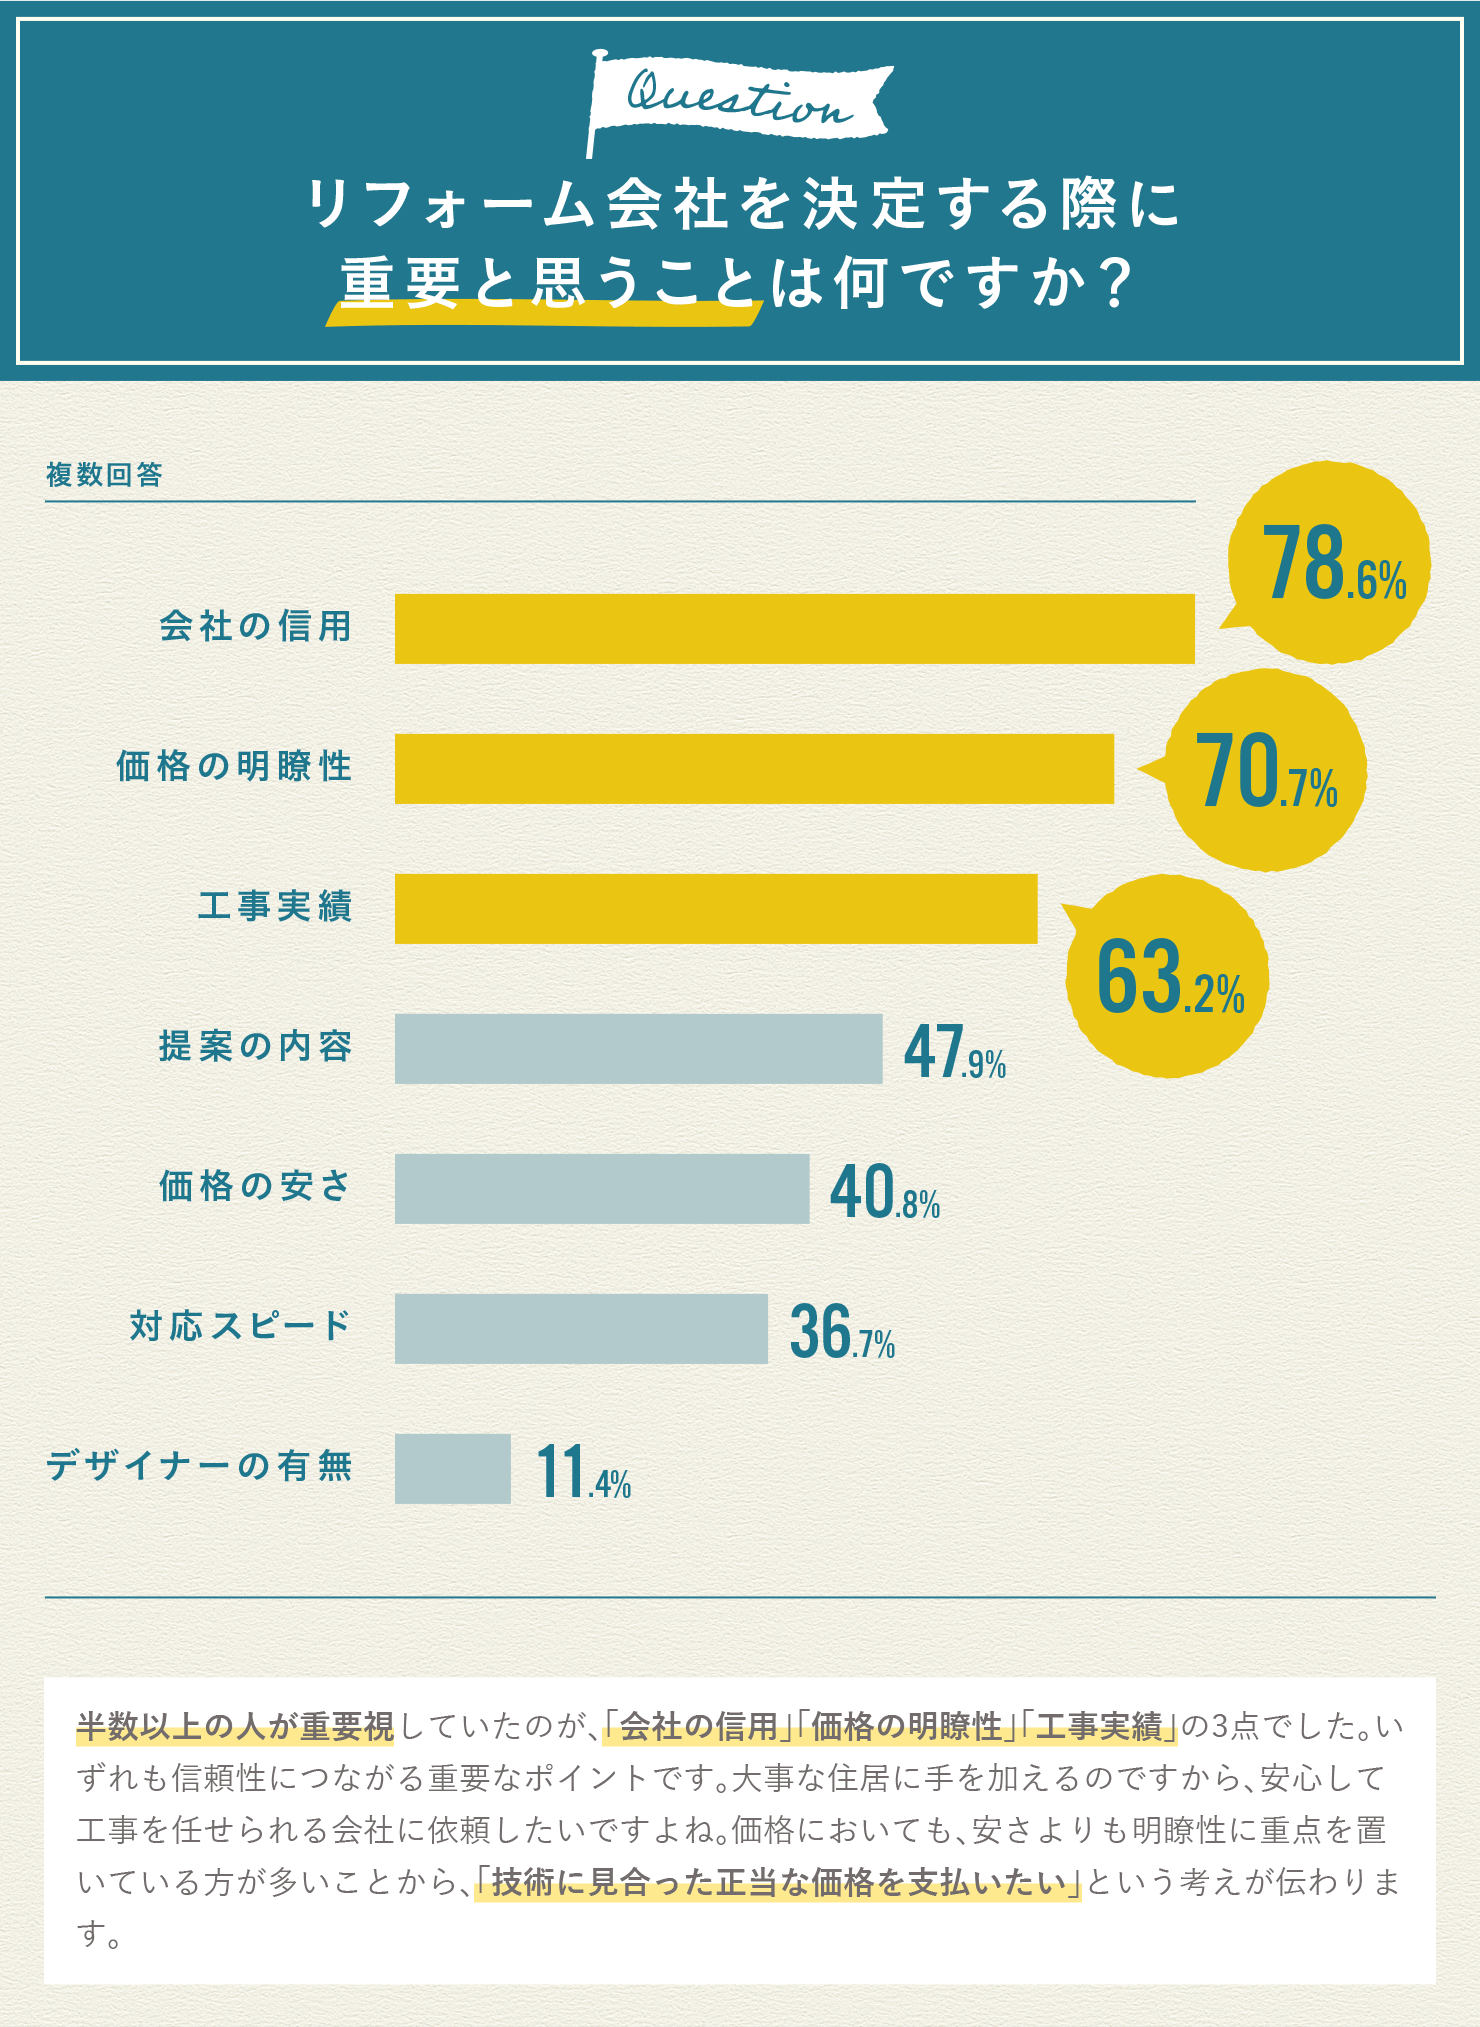 Question
リフォーム会社を決定する際に
重要と思うことは何ですか？
複数回答
会社の信用 78.6%
価格の明瞭性 70.7%
工事実績 63.2%
提案の内容 47.9%
価格の安さ 40.8%
対応スピード 36.7%
デザイナーの有無 11.4%
半数以上の人が重要視していたのが、「会社の信用」「価格の明瞭性」「工事実績」の3点でした。い
ずれも信頼性につながる重要なポイントです。大事な住居に手を加えるのですから、安心して
工事を任せられる会社に依頼したいですよね。価格においても、安さよりも明瞭性に重点を置
いている方が多いことから、「技術に見合った正当な価格を支払いたい」という考えが伝わりま
す。